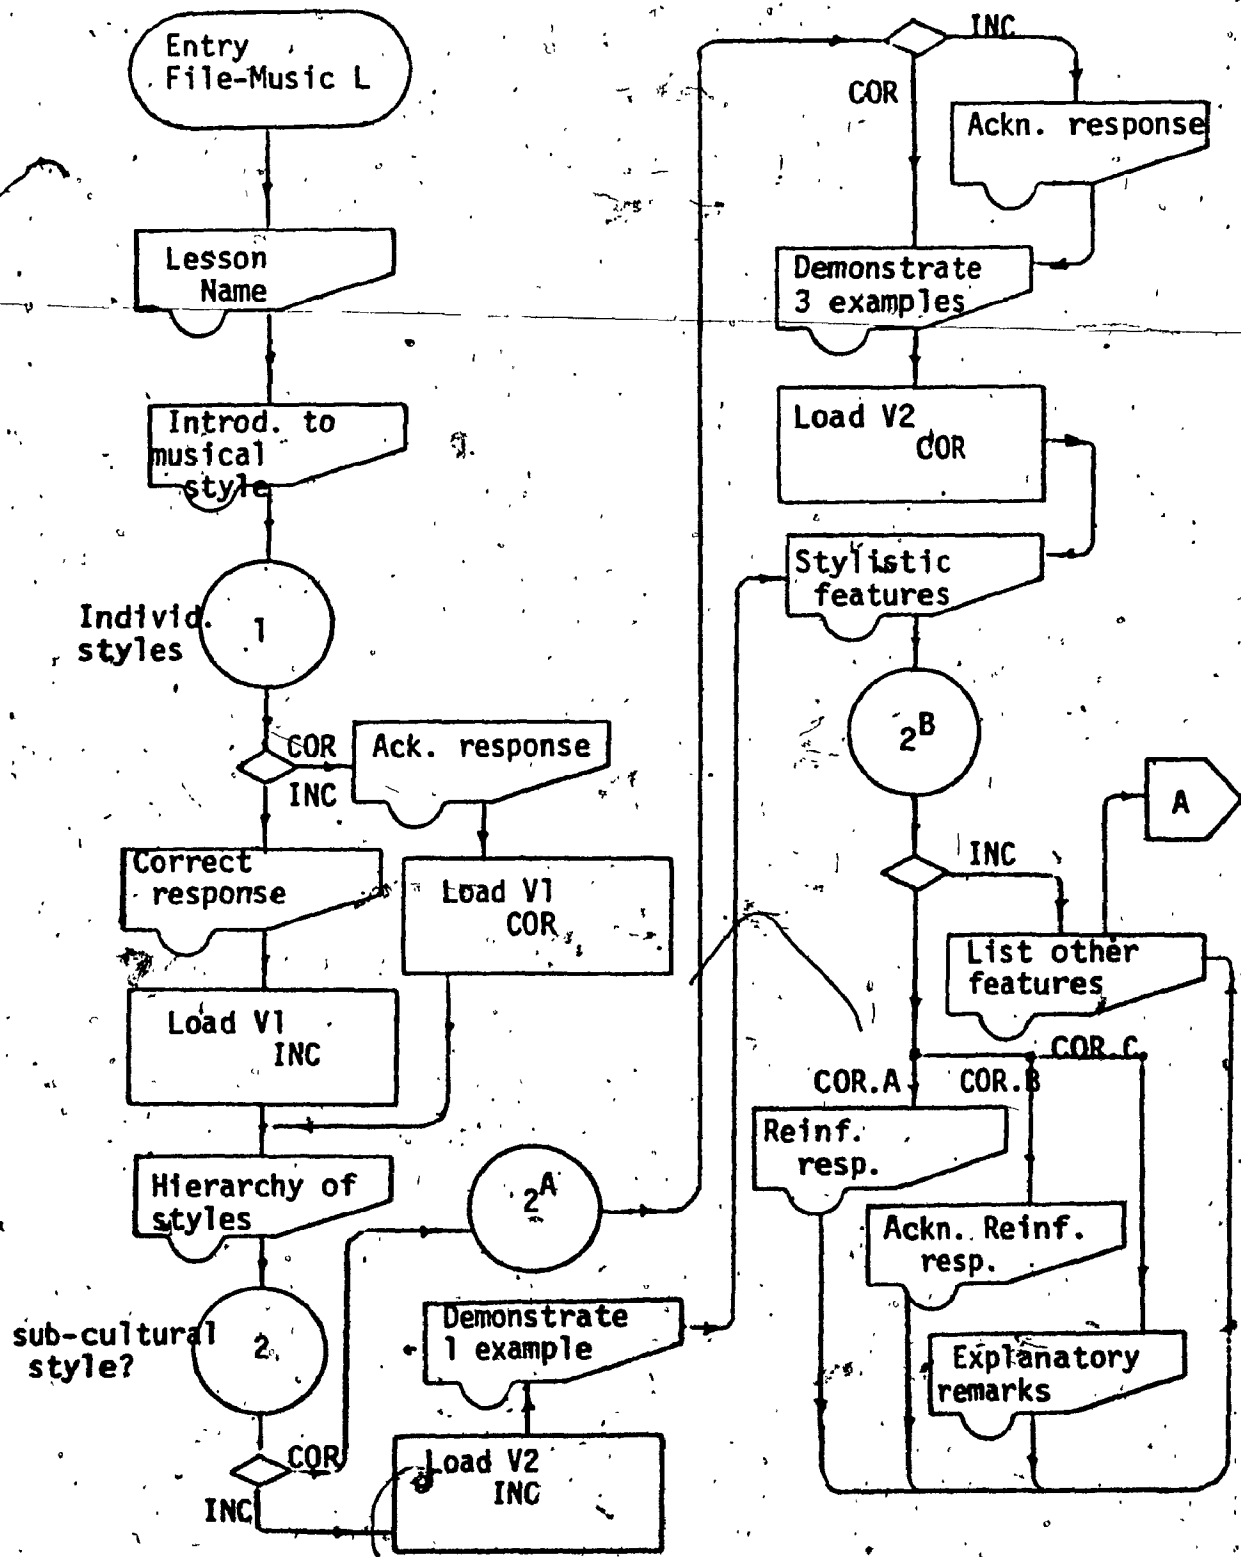 Entry
File-Music L
Lesson
Name
Introd. to
musical
style
Individ.
styles
1
COR
INC
Ack. response
Correct
response
Load V1
COR
Load V1
INC
Hierarchy of
styles
sub-cultural
style?
2
COR
INC
2A
Demonstrate
1 example
Load V2
INC
INC
COR
Ackn. response
Demonstrate
3 examples
Load V2
COR
Stylistic
features
2B
INC
A
List other
features
COR.A
COR.B
COR.C
Reinf.
resp.
Ackn. Reinf.
resp.
Explanatory
remarks